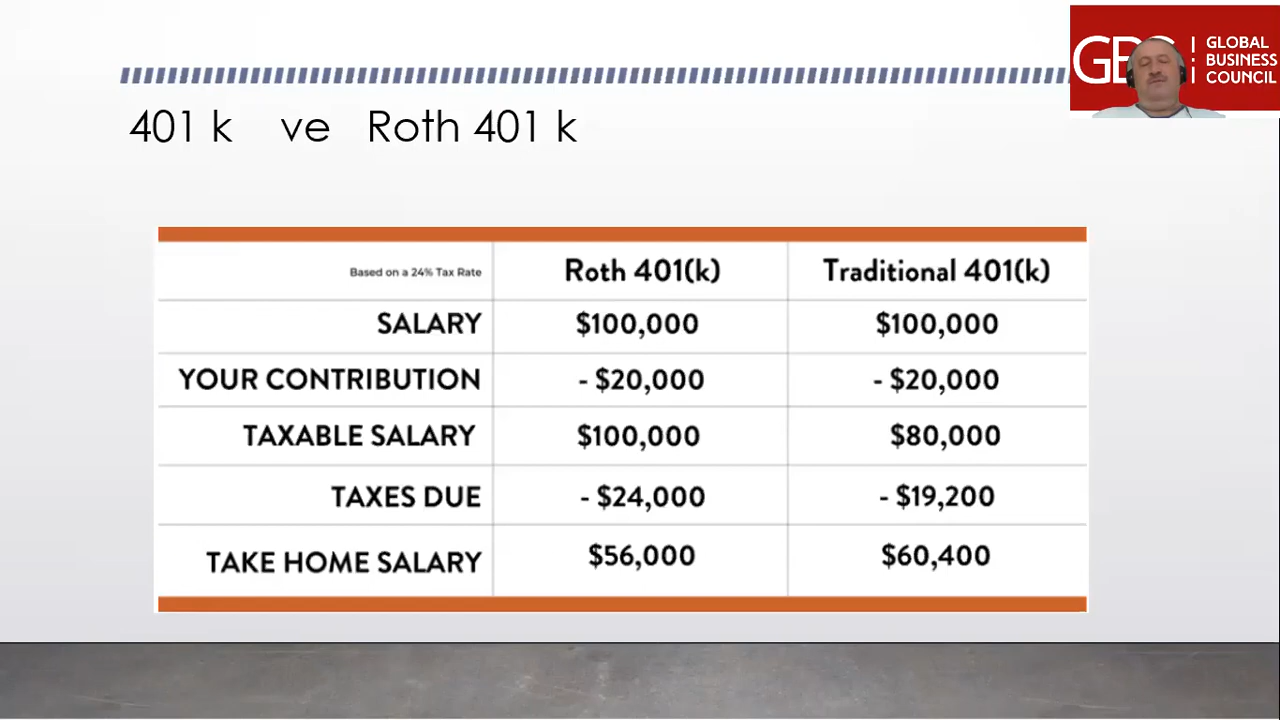 GBC | GLOBAL
BUSINESS
COUNCIL
401 k ve Roth 401 k
Based on a 24% Tax Rate Roth 401(k) Traditional 401(k)
SALARY $100,000 $100,000
YOUR CONTRIBUTION - $20,000 - $20,000
TAXABLE SALARY $100,000 $80,000
TAXES DUE - $24,000 - $19,200
TAKE HOME SALARY $56,000 $60,400